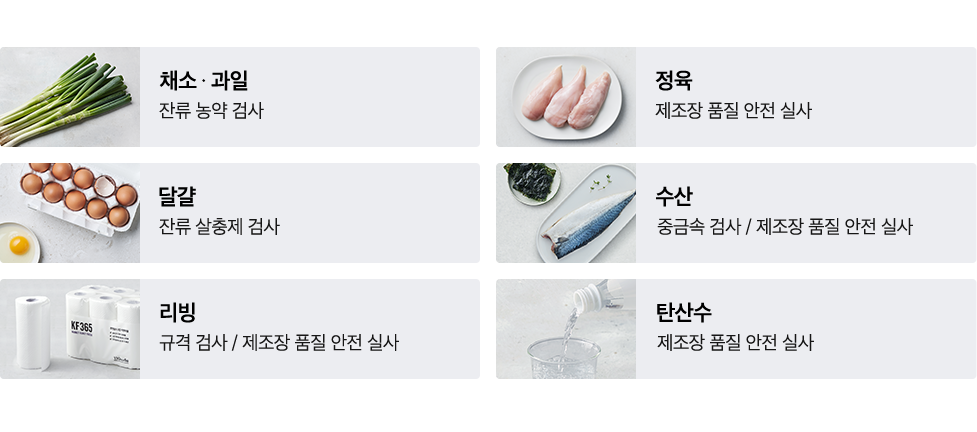 채소 · 과일
잔류 농약 검사
정육
제조장 품질 안전 실사
달걀
잔류 살충제 검사
수산
중금속 검사 / 제조장 품질 안전 실사
KF365
리빙
규격 검사 / 제조장 품질 안전 실사
탄산수
제조장 품질 안전 실사